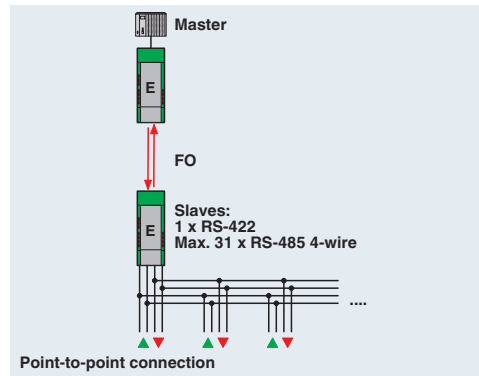 Master
E
FO
E
Slaves:
1 x RS-422
Max. 31 x RS-485 4-wire
....
Point-to-point connection